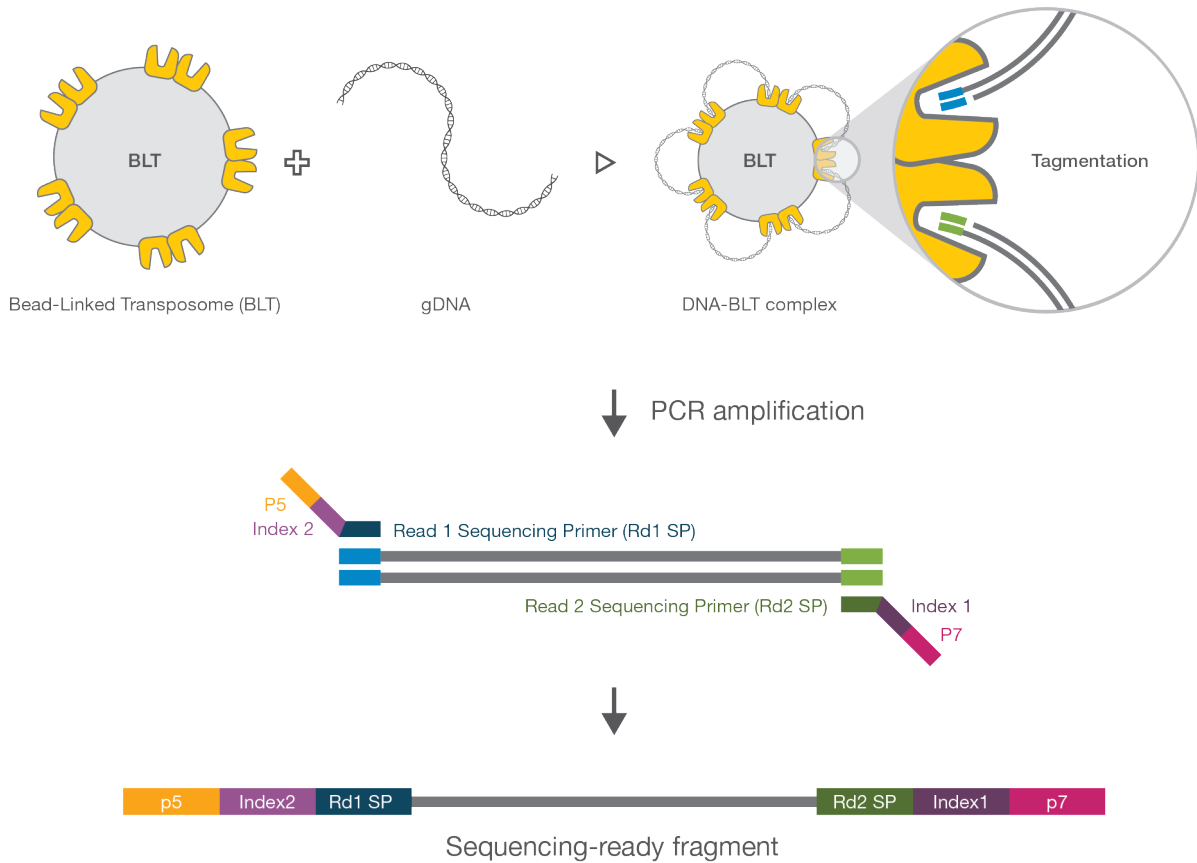 BLT
BLT
Tagmentation
Bead-Linked Transposome (BLT)
gDNA
DNA-BLT complex
PCR amplification
P5
Index 2
Read 1 Sequencing Primer (Rd1 SP)
Read 2 Sequencing Primer (Rd2 SP)
Index 1
P7
p5
Index2
Rd1 SP
Rd2 SP
Index1
p7
Sequencing-ready fragment